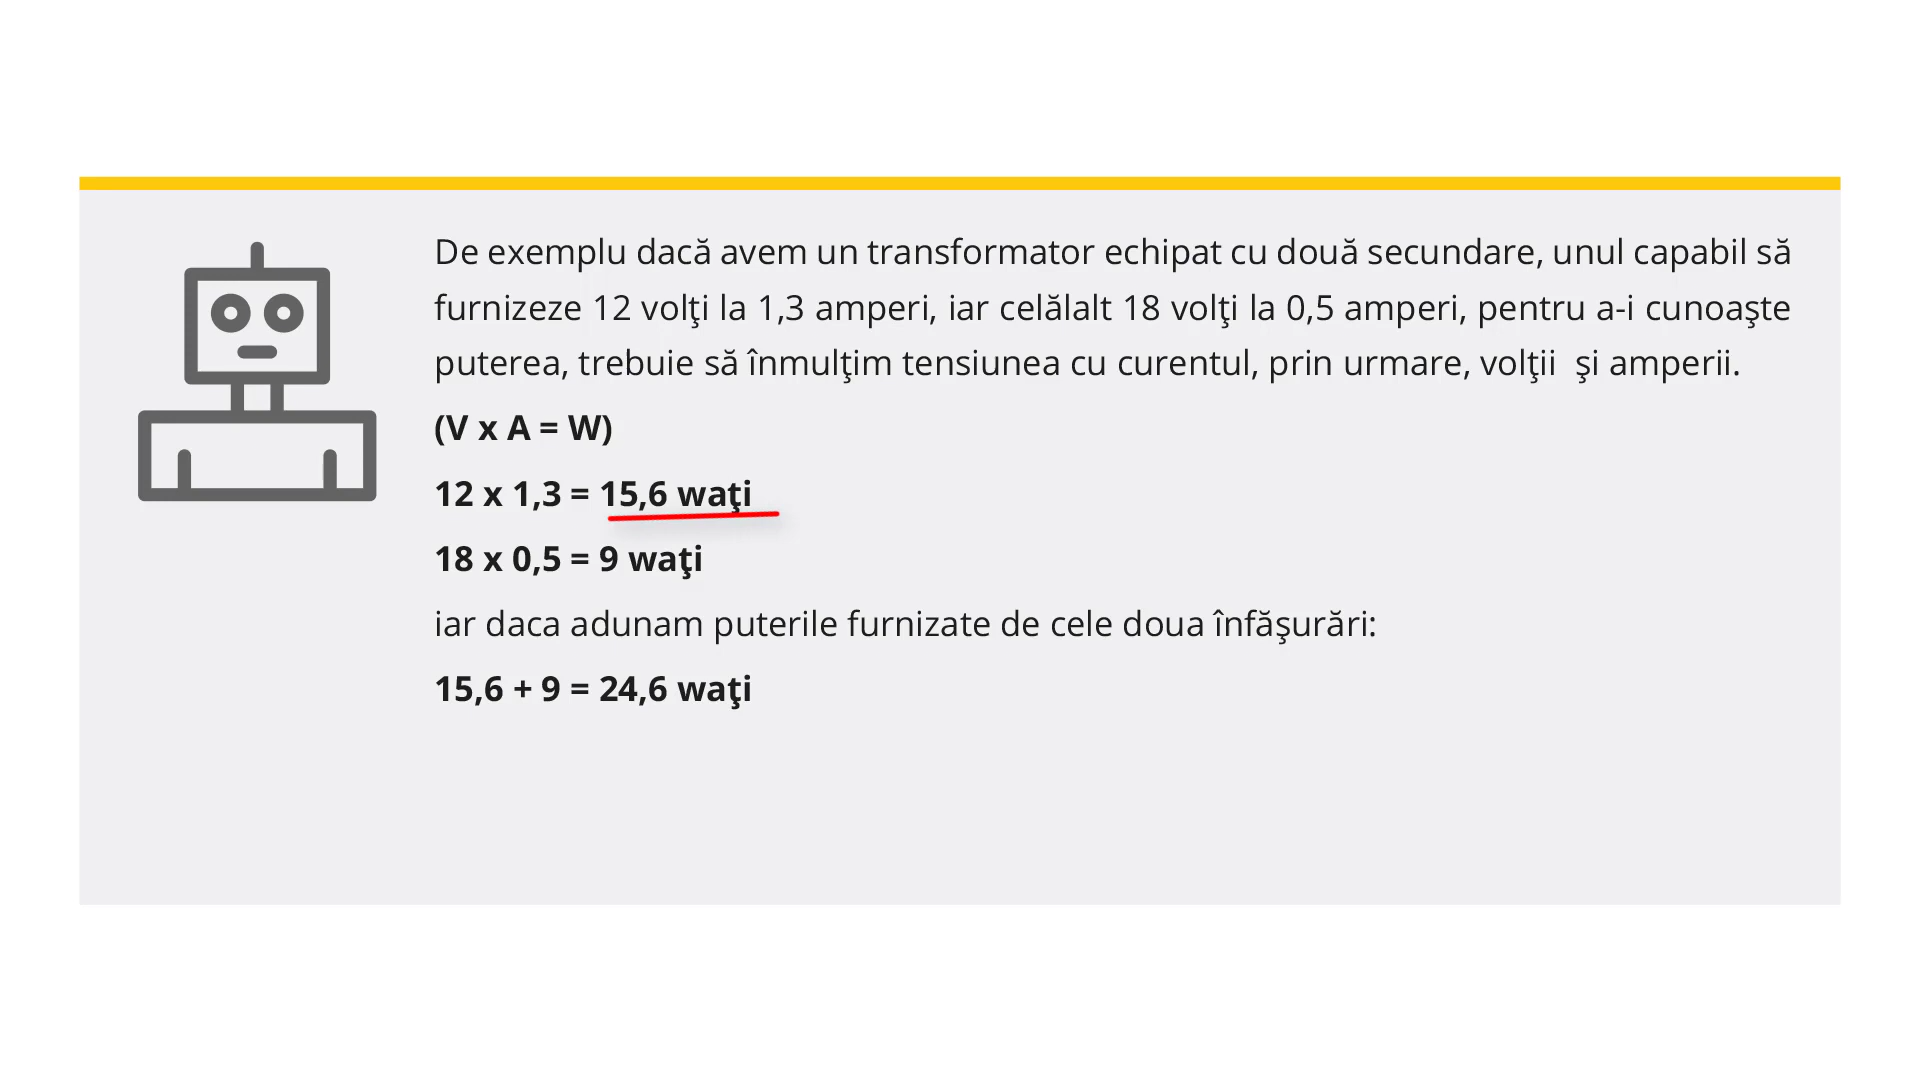 De exemplu dacă avem un transformator echipat cu două secundare, unul capabil să
furnizeze 12 volţi la 1,3 amperi, iar celălalt 18 volţi la 0,5 amperi, pentru a-i cunoaşte
puterea, trebuie să înmulţim tensiunea cu curentul, prin urmare, volţii  şi amperii.
(V x A = W)
12 x 1,3 = 15,6 waţi
18 x 0,5 = 9 waţi
iar daca adunam puterile furnizate de cele doua înfăşurări:
15,6 + 9 = 24,6 waţi